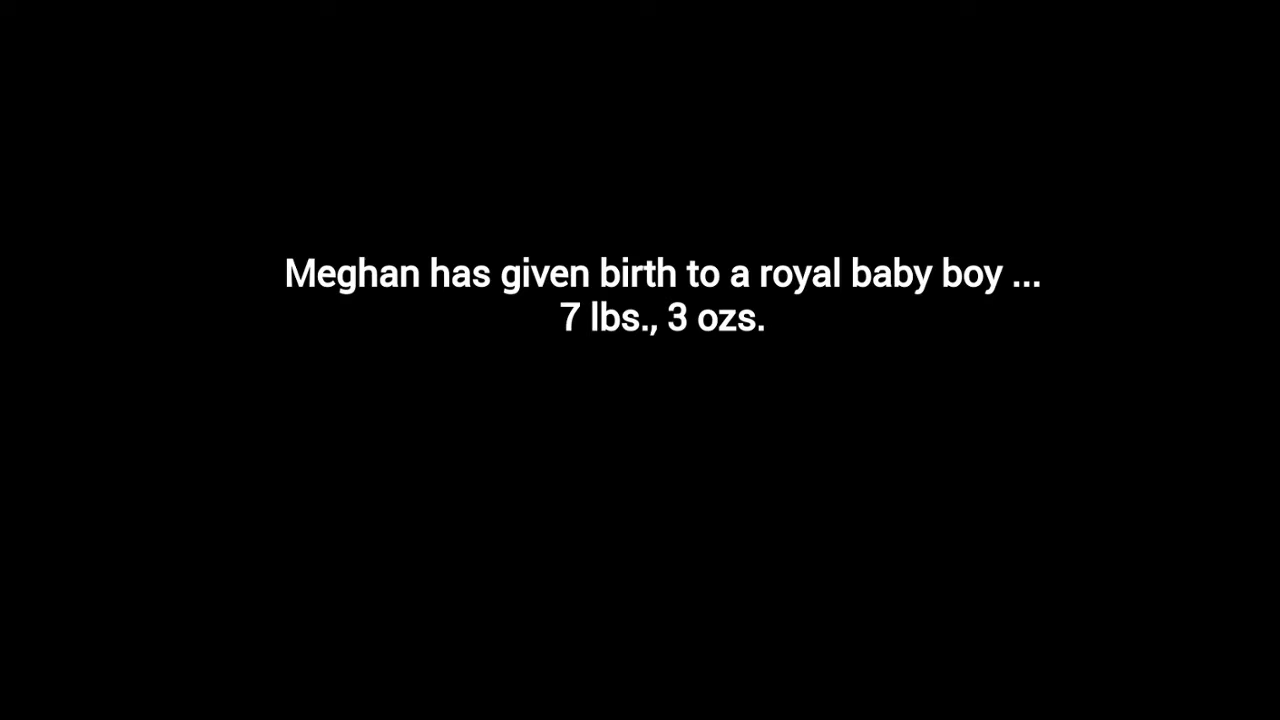 Meghan has given birth to a royal baby boy ...
7 lbs., 3 ozs.